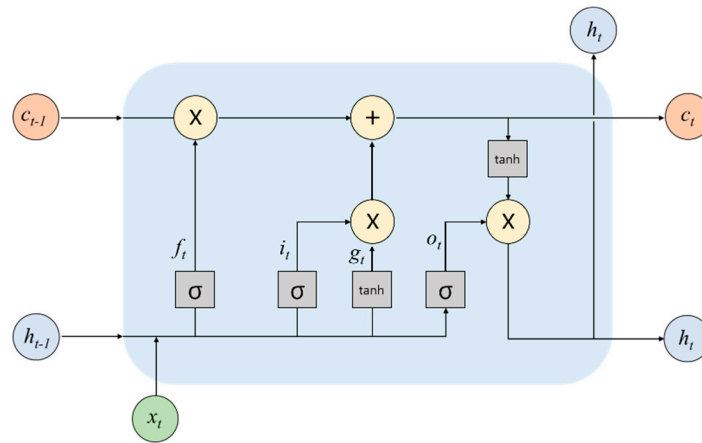 h_t
c_{t-1} X + c_t
tanh
X X
f_t i_t g_t o_t
σ σ tanh σ
h_{t-1} h_t
x_t